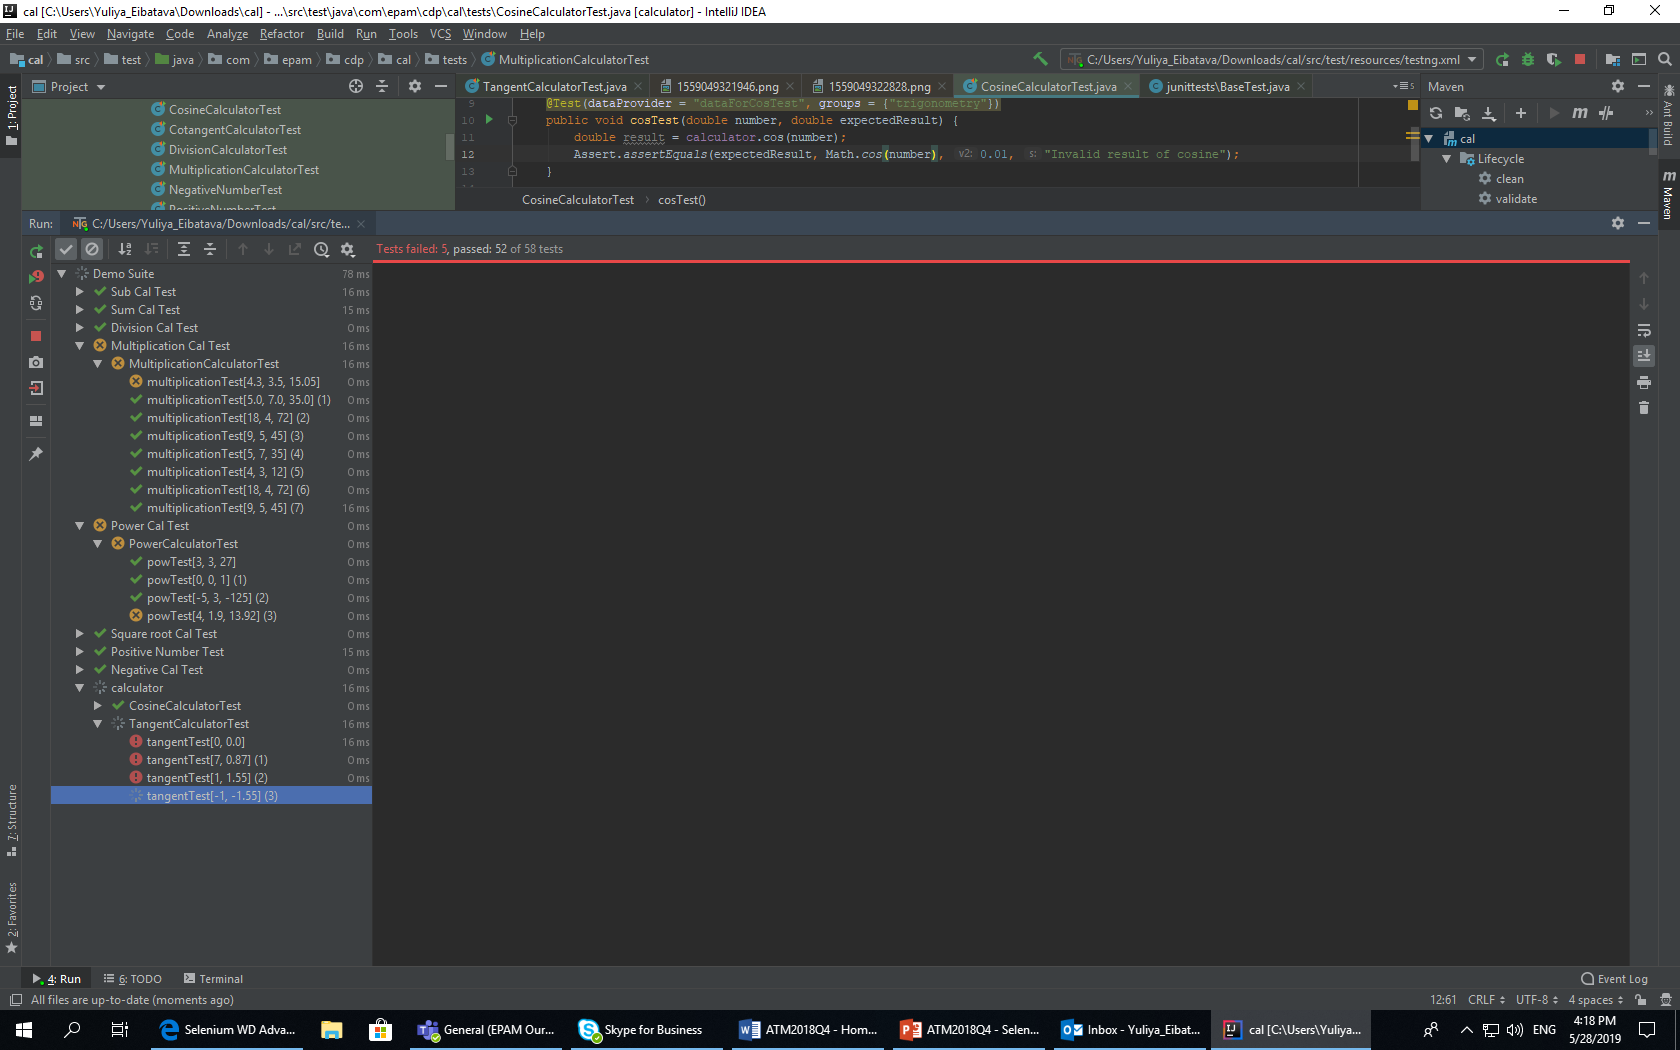 cal [C:\Users\Yuliya_Eibatava\Downloads\cal] - ...\src\test\java\com\epam\cdp\cal\tests\CosineCalculatorTest.java [calculator] - IntelliJ IDEA
File Edit View Navigate Code Analyze Refactor Build Run Tools VCS Window Help
cal src test java com epam cdp cal tests MultiplicationCalculatorTest C:/Users/Yuliya_Eibatava/Downloads/cal/src/test/resources/testng.xml
Project TangentCalculatorTest.java 1559049321946.png 1559049322828.png CosineCalculatorTest.java junittests\BaseTest.java Maven
1: Project
Ant Build
Maven
CosineCalculatorTest
CotangentCalculatorTest
DivisionCalculatorTest
MultiplicationCalculatorTest
NegativeNumberTest
PositiveNumberTest
9 @Test(dataProvider = "dataForCosTest", groups = {"trigonometry"})
10 public void cosTest(double number, double expectedResult) {
11 double result = calculator.cos(number);
12 Assert.assertEquals(expectedResult, Math.cos(number), v2: 0.01, s: "Invalid result of cosine");
13 }
CosineCalculatorTest cosTest()
cal
Lifecycle
clean
validate
Run: C:/Users/Yuliya_Eibatava/Downloads/cal/src/te...
Tests failed: 5, passed: 52 of 58 tests
Demo Suite 78 ms
Sub Cal Test 16 ms
Sum Cal Test 15 ms
Division Cal Test 0 ms
Multiplication Cal Test 16 ms
MultiplicationCalculatorTest 16 ms
multiplicationTest[4.3, 3.5, 15.05] 0 ms
multiplicationTest[5.0, 7.0, 35.0] (1) 0 ms
multiplicationTest[18, 4, 72] (2) 0 ms
multiplicationTest[9, 5, 45] (3) 0 ms
multiplicationTest[5, 7, 35] (4) 0 ms
multiplicationTest[4, 3, 12] (5) 0 ms
multiplicationTest[18, 4, 72] (6) 0 ms
multiplicationTest[9, 5, 45] (7) 16 ms
Power Cal Test 0 ms
PowerCalculatorTest 0 ms
powTest[3, 3, 27] 0 ms
powTest[0, 0, 1] (1) 0 ms
powTest[-5, 3, -125] (2) 0 ms
powTest[4, 1.9, 13.92] (3) 0 ms
Square root Cal Test 0 ms
Positive Number Test 15 ms
Negative Cal Test 0 ms
calculator 16 ms
CosineCalculatorTest 0 ms
TangentCalculatorTest 16 ms
tangentTest[0, 0.0] 16 ms
tangentTest[7, 0.87] (1) 0 ms
tangentTest[1, 1.55] (2) 0 ms
tangentTest[-1, -1.55] (3)
7: Structure
2: Favorites
4: Run 6: TODO Terminal Event Log
All files are up-to-date (moments ago) 12:61 CRLF UTF-8 4 spaces
Selenium WD Adva... General (EPAM Our... Skype for Business ATM2018Q4 - Hom... ATM2018Q4 - Selen... Inbox - Yuliya_Eibat... cal [C:\Users\Yuliya... ENG 4:18 PM
5/28/2019